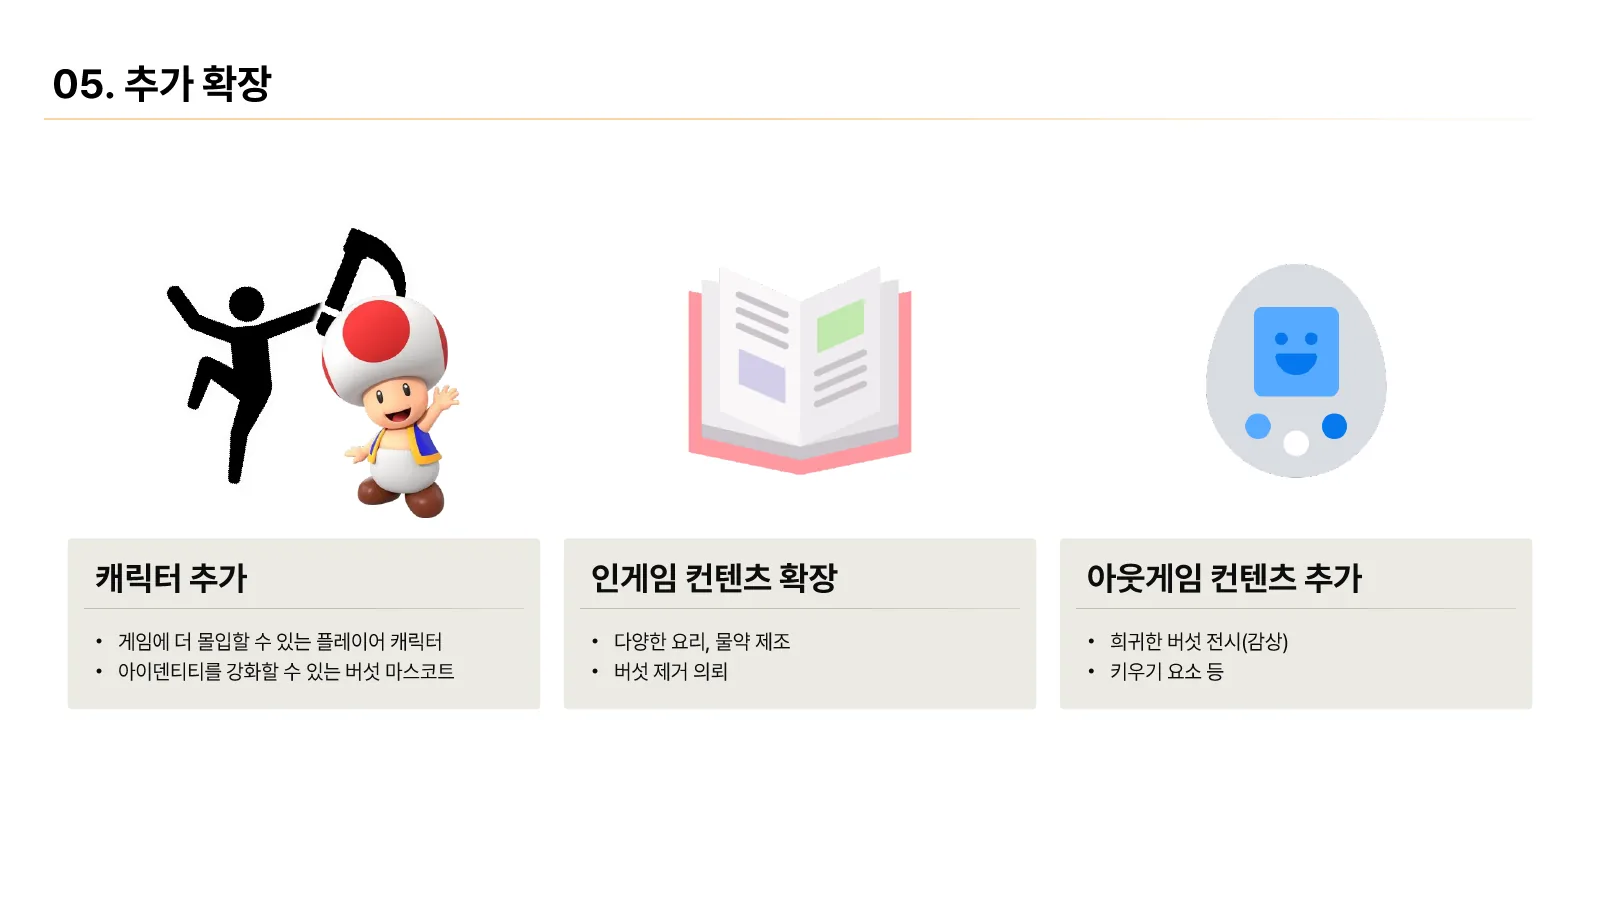 05. 추가 확장
캐릭터 추가
• 게임에 더 몰입할 수 있는 플레이어 캐릭터
• 아이덴티티를 강화할 수 있는 버섯 마스코트
인게임 컨텐츠 확장
• 다양한 요리, 물약 제조
• 버섯 제거 의뢰
아웃게임 컨텐츠 추가
• 희귀한 버섯 전시(감상)
• 키우기 요소 등